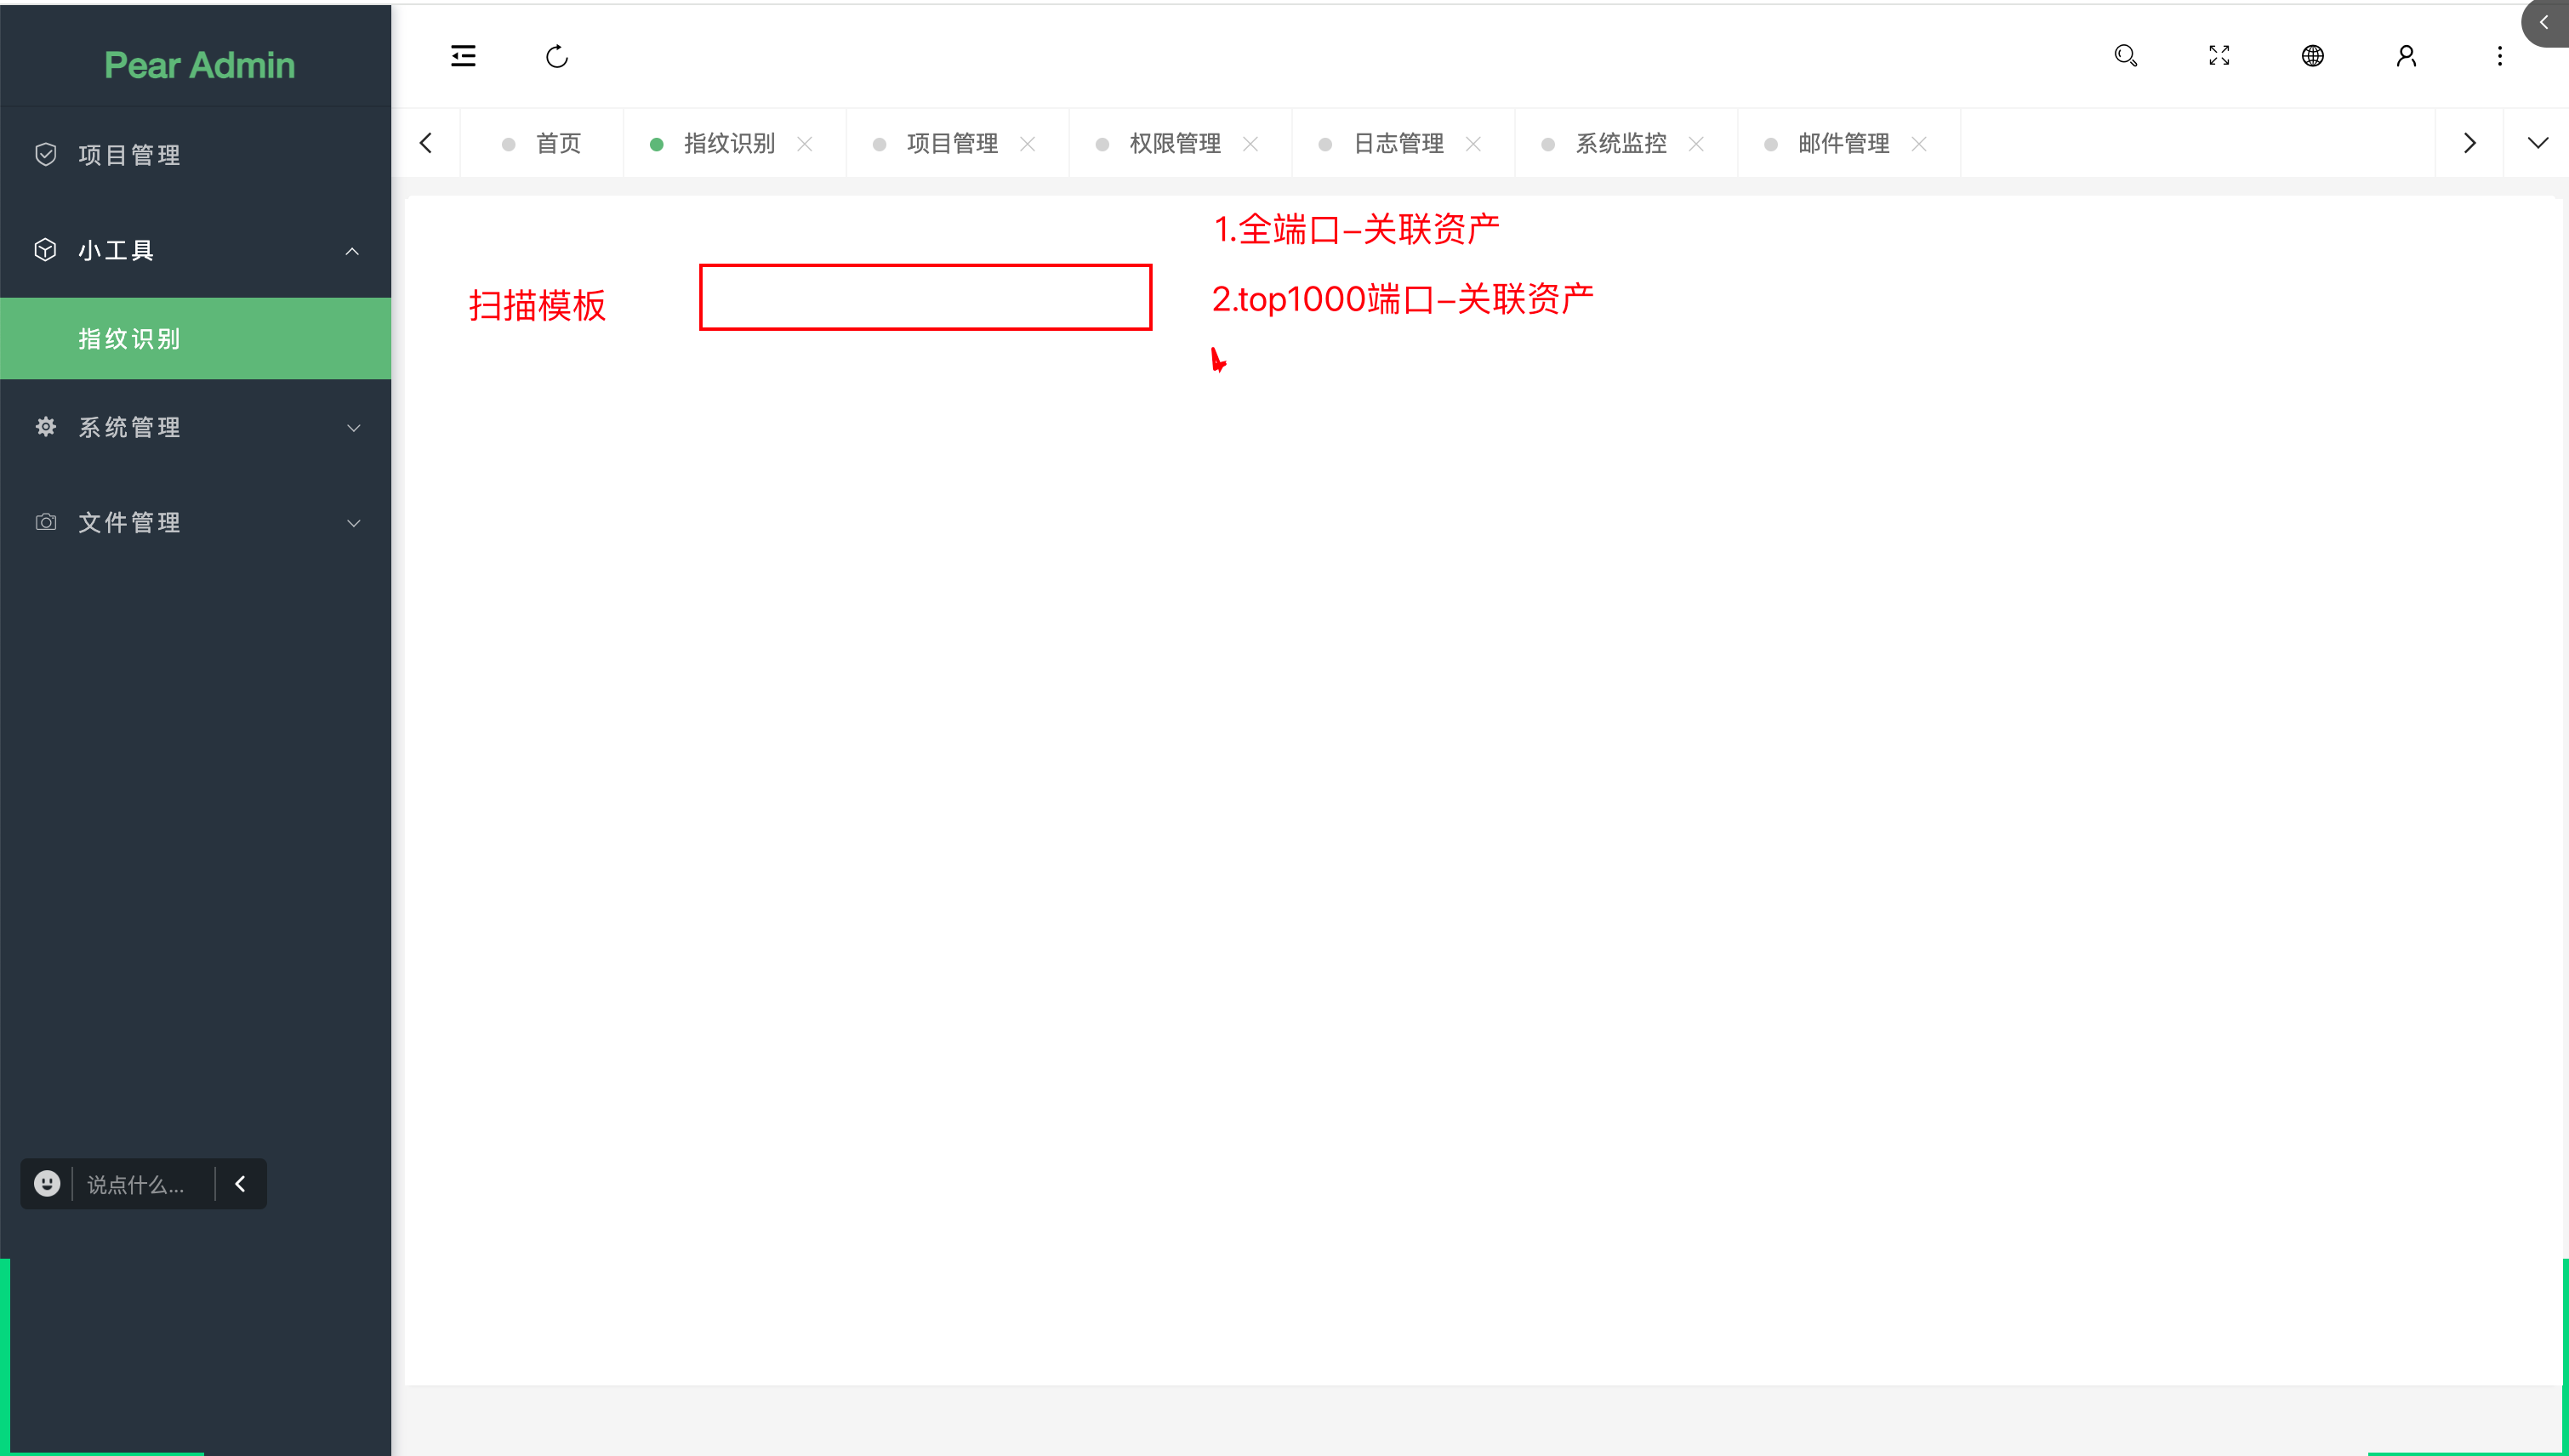 Pear Admin
项目管理
小工具
指纹识别
系统管理
文件管理
说点什么...
首页
指纹识别
项目管理
权限管理
日志管理
系统监控
邮件管理
扫描模板
1.全端口–关联资产
2.top1000端口–关联资产